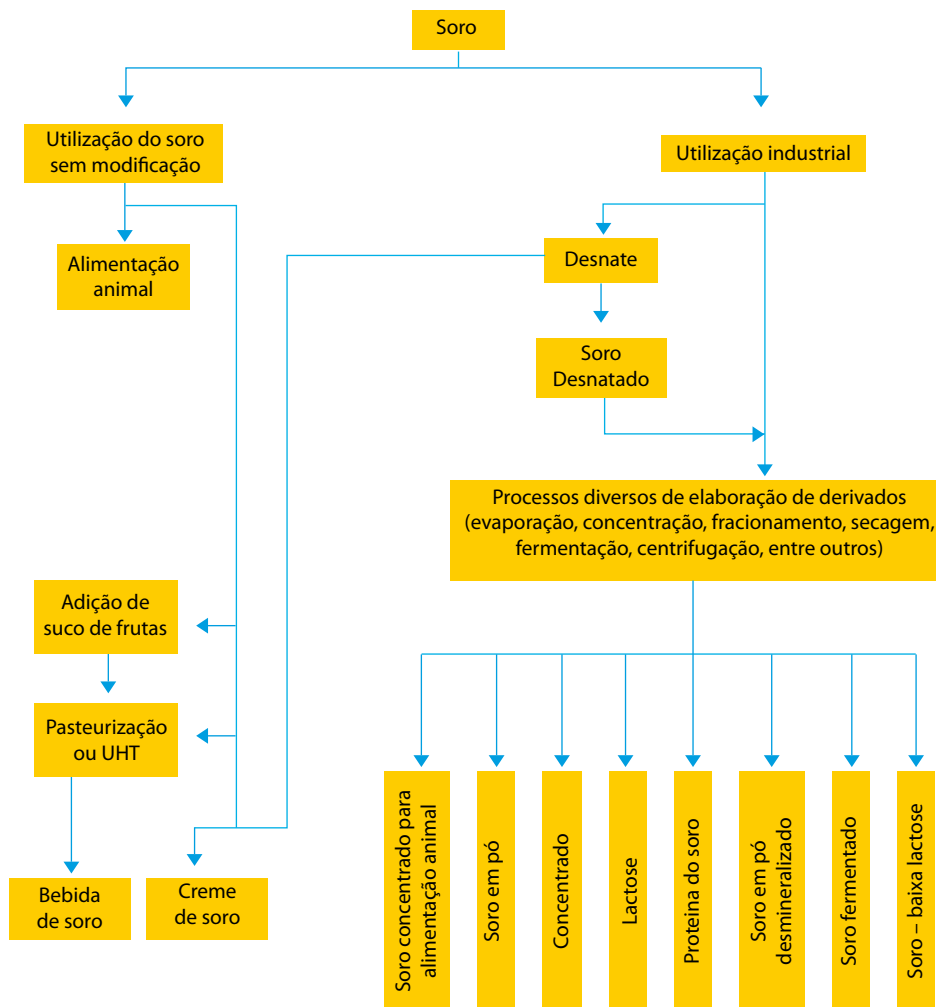 Soro
Utilização do soro
sem modificação
Utilização industrial
Alimentação
animal
Desnate
Soro
Desnatado
Processos diversos de elaboração de derivados
(evaporação, concentração, fracionamento, secagem,
fermentação, centrifugação, entre outros)
Adição de
suco de frutas
Pasteurização
ou UHT
Bebida
de soro
Creme
de soro
Soro concentrado para
alimentação animal
Soro em pó
Concentrado
Lactose
Proteina do soro
Soro em pó
desmineralizado
Soro fermentado
Soro – baixa lactose